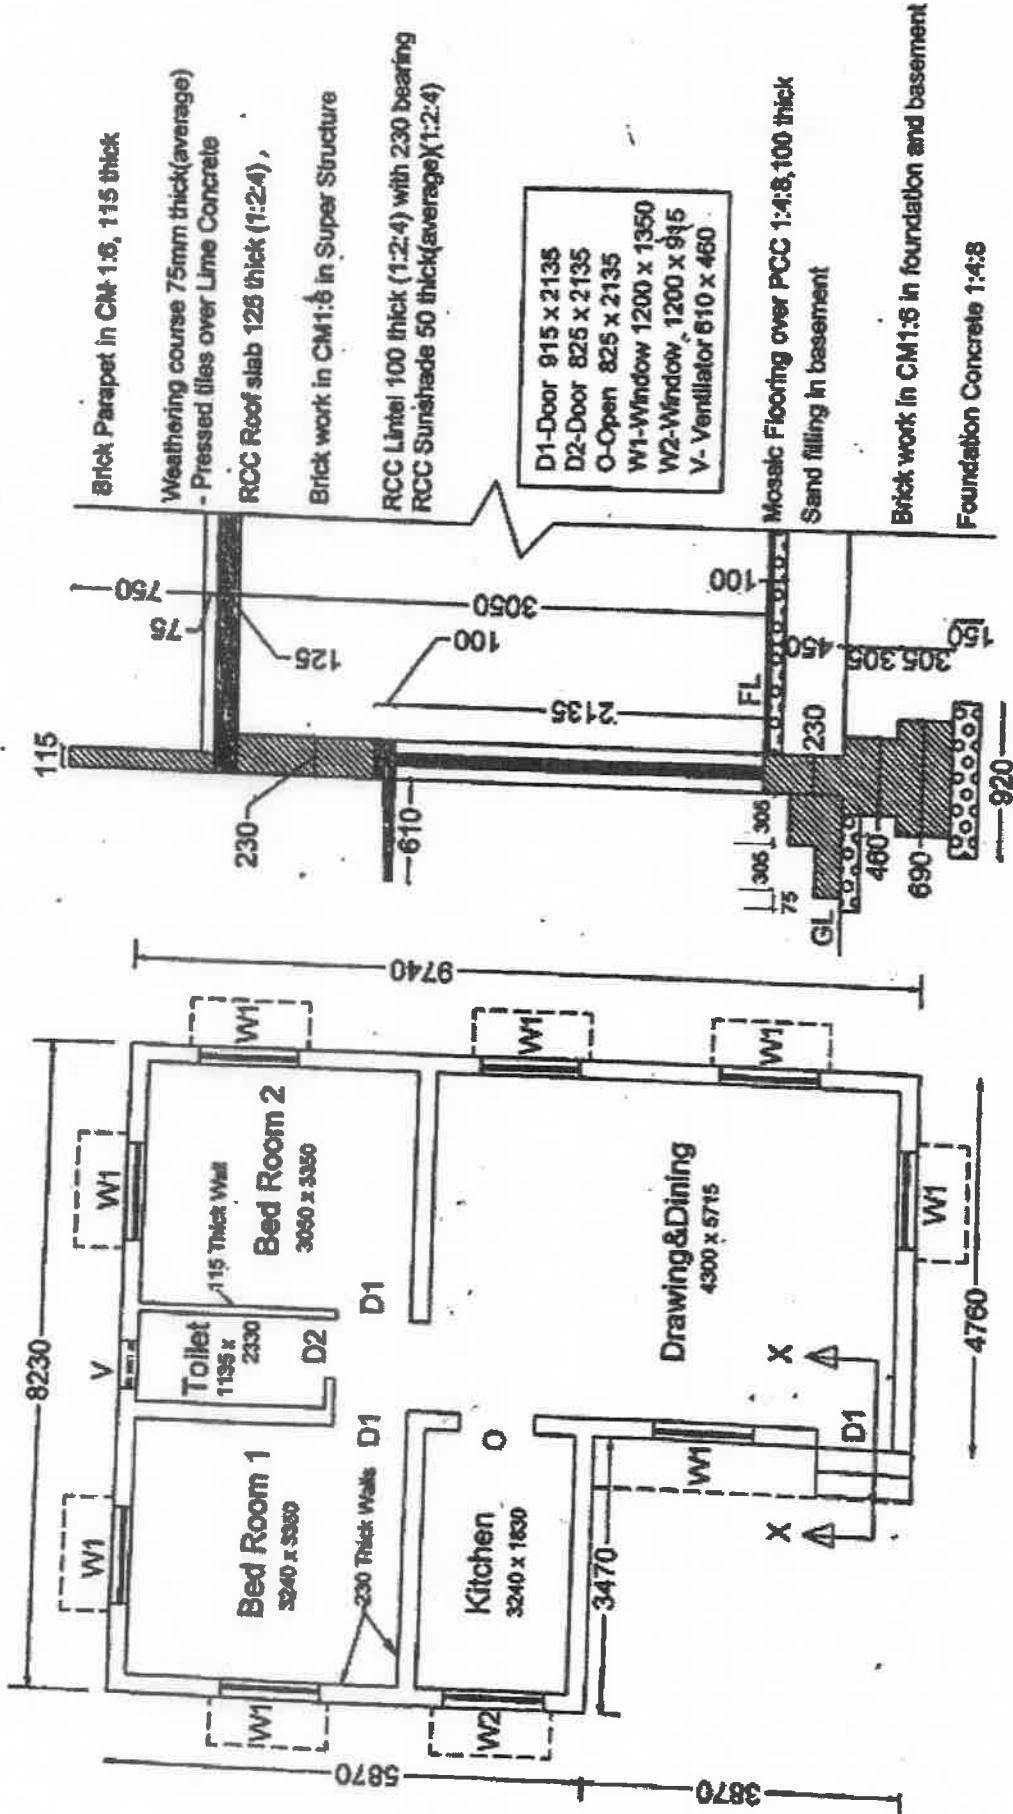 Brick Parapet in CM 1:6, 115 thick
Weathering course 75mm thick(average)
- Pressed tiles over Lime Concrete
RCC Roof slab 125 thick (1:2:4) ,
Brick work in CM1:6 in Super Structure
RCC Lintel 100 thick (1:2:4) with 230 bearing
RCC Sunshade 50 thick(average)(1:2:4)
D1-Door 915 x 2135
D2-Door 825 x 2135
O-Open 825 x 2135
W1-Window 1200 x 1350
W2-Window 1200 x 915
V- Ventilator 610 x 460
Mosaic Flooring over PCC 1:4:8,100 thick
Sand filling in basement
Brick work in CM1:6 in foundation and basement
Foundation Concrete 1:4:8
115
750
75
125
230
3050
100
2135
610
FL
100
450
230
305
305
75
GL
305
305
150
460
690
920
8230
9740
W1
V
W1
W1
Bed Room 1
3240 x 3350
Toilet
1135 x
2330
115 Thick Wall
Bed Room 2
3050 x 3350
W1
D2
D1
D1
230 Thick Walls
W1
W2
Kitchen
3240 x 1830
O
W1
Drawing&Dining
4300 x 5715
W1
W1
W1
3470
X
X
D1
4760
5870
3870